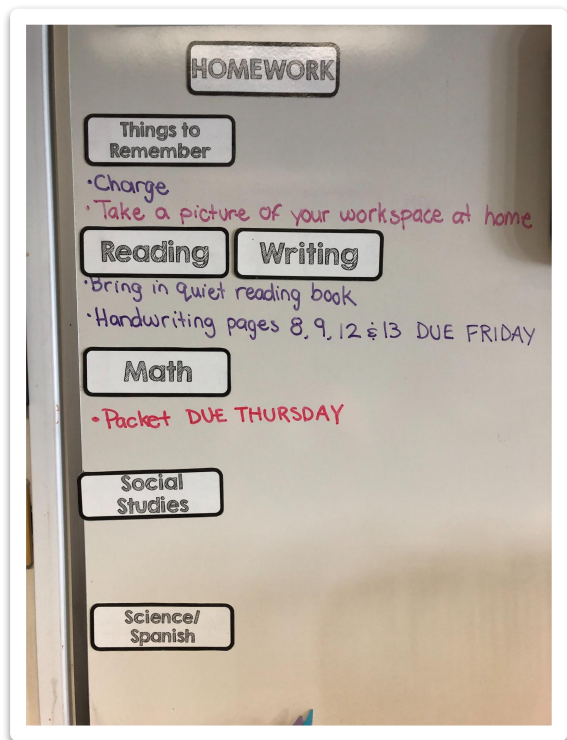 HOMEWORK
Things to
Remember
•Charge
•Take a picture of your workspace at home
Reading Writing
•Bring in quiet reading book
•Handwriting pages 8, 9, 12 & 13 DUE FRIDAY
Math
•Packet DUE THURSDAY
Social
Studies
Science/
Spanish